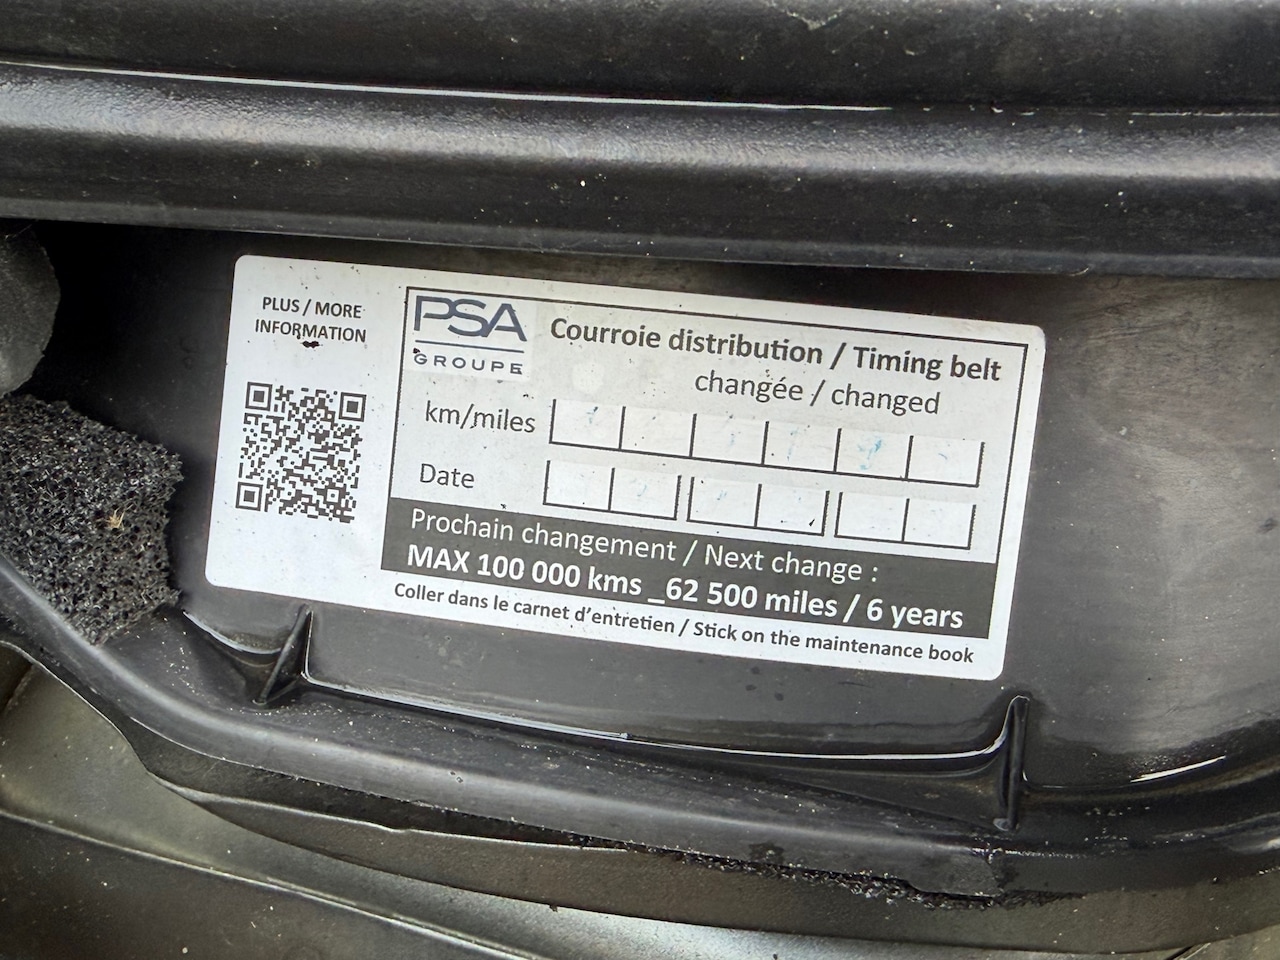 PLUS / MORE
INFORMATION
PSA
GROUPE
Courroie distribution / Timing belt
changée / changed
km/miles
Date
Prochain changement / Next change :
MAX 100 000 kms _62 500 miles / 6 years
Coller dans le carnet d'entretien / Stick on the maintenance book